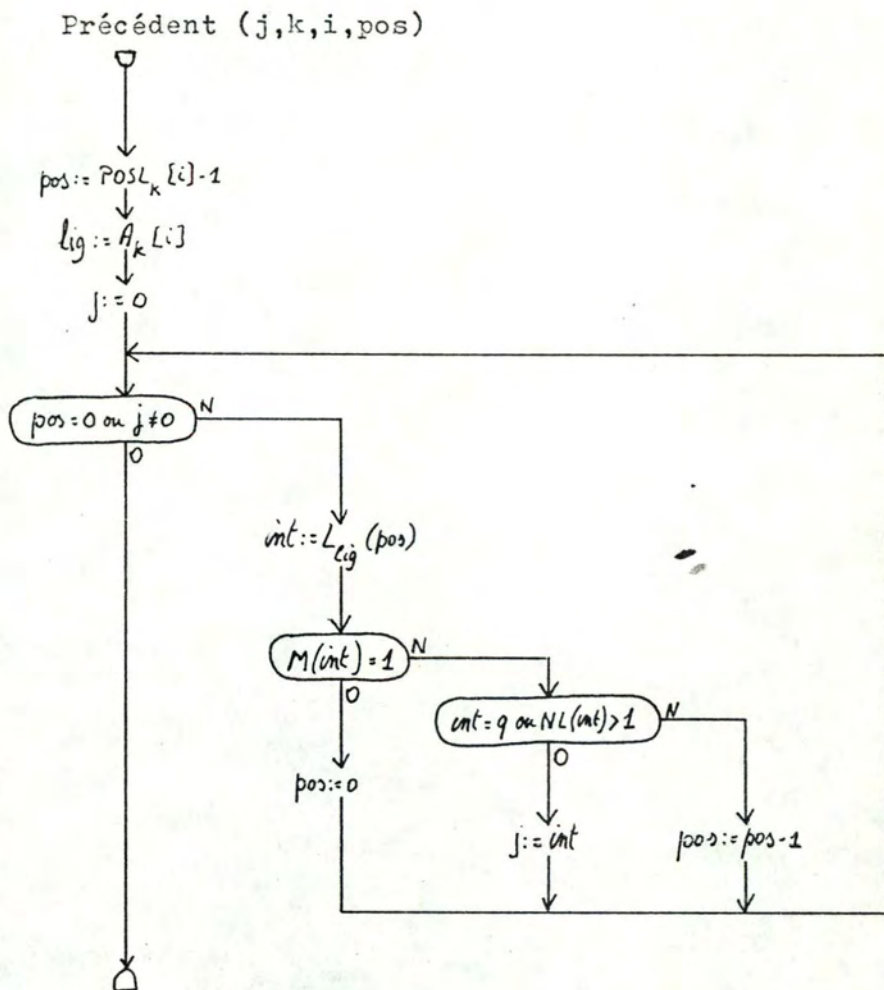 Précédent (j,k,i,pos)
pos:= POSL_k [i]-1
lig:= A_k [i]
j:= 0
pos=0 ou j≠0
N
O
int:= L_lig (pos)
M(int)=1
N
O
int=q ou NL(int)>1
N
O
pos:=0
j:=int
pos:=pos-1